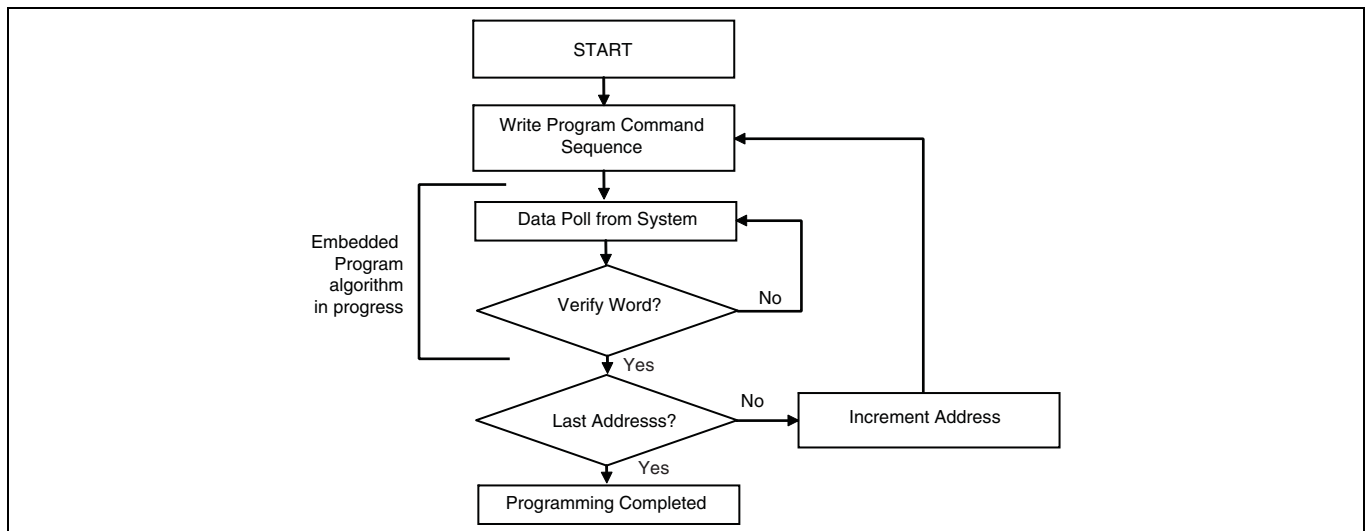 START
Write Program Command
Sequence
Data Poll from System
Embedded
Program
algorithm
in progress
Verify Word?
No
Yes
Last Addresss?
No
Increment Address
Yes
Programming Completed